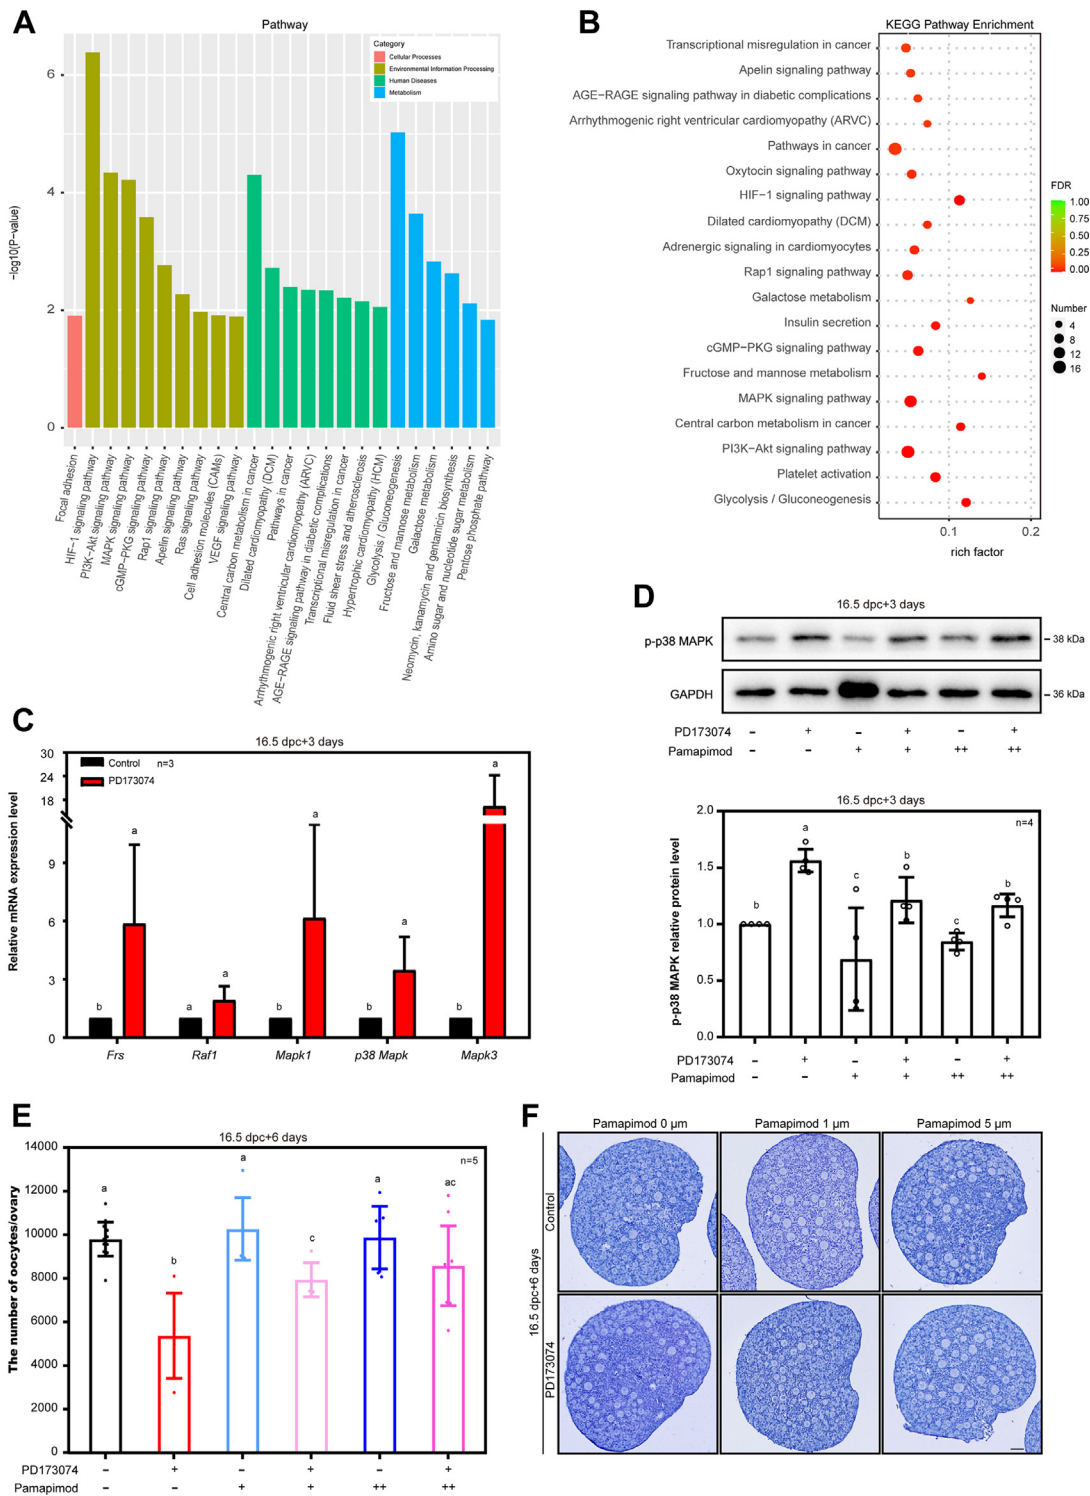 A
Pathway
−log10(P−value)
6
4
2
0
Category
Cellular Processes
Environmental Information Processing
Human Diseases
Metabolism
Focal adhesion
HIF−1 signaling pathway
PI3K−Akt signaling pathway
MAPK signaling pathway
cGMP−PKG signaling pathway
Rap1 signaling pathway
Apelin signaling pathway
Ras signaling pathway
Cell adhesion molecules (CAMs)
VEGF signaling pathway
Central carbon metabolism in cancer
Dilated cardiomyopathy (DCM)
Pathways in cancer
Arrhythmogenic right ventricular cardiomyopathy (ARVC)
AGE−RAGE signaling pathway in diabetic complications
Transcriptional misregulation in cancer
Fluid shear stress and atherosclerosis
Hypertrophic cardiomyopathy (HCM)
Glycolysis / Gluconeogenesis
Fructose and mannose metabolism
Galactose metabolism
Neomycin, kanamycin and gentamicin biosynthesis
Amino sugar and nucleotide sugar metabolism
Pentose phosphate pathway
B
KEGG Pathway Enrichment
Transcriptional misregulation in cancer
Apelin signaling pathway
AGE−RAGE signaling pathway in diabetic complications
Arrhythmogenic right ventricular cardiomyopathy (ARVC)
Pathways in cancer
Oxytocin signaling pathway
HIF−1 signaling pathway
Dilated cardiomyopathy (DCM)
Adrenergic signaling in cardiomyocytes
Rap1 signaling pathway
Galactose metabolism
Insulin secretion
cGMP−PKG signaling pathway
Fructose and mannose metabolism
MAPK signaling pathway
Central carbon metabolism in cancer
PI3K−Akt signaling pathway
Platelet activation
Glycolysis / Gluconeogenesis
0.1 0.2
rich factor
FDR
1.00
0.75
0.50
0.25
0.00
Number
4
8
12
16
C
16.5 dpc+3 days
Relative mRNA expression level
30
24
18
9
6
3
0
Control n=3
PD173074
b a a a b a b a b a
Frs Raf1 Mapk1 p38 Mapk Mapk3
D
16.5 dpc+3 days
p-p38 MAPK
38 kDa
GAPDH
36 kDa
PD173074 − + − + − +
Pamapimod − − + + ++ ++
16.5 dpc+3 days
n=4
p-p38 MAPK relative protein level
2.0
1.5
1.0
0.5
0.0
b a c b c b
PD173074 − + − + − +
Pamapimod − − + + ++ ++
E
16.5 dpc+6 days
n=5
The number of oocytes/ovary
14000
12000
10000
8000
6000
4000
2000
0
a b a c a ac
PD173074 − + − + − +
Pamapimod − − + + ++ ++
F
Pamapimod 0 μm Pamapimod 1 μm Pamapimod 5 μm
16.5 dpc+6 days
Control
PD173074